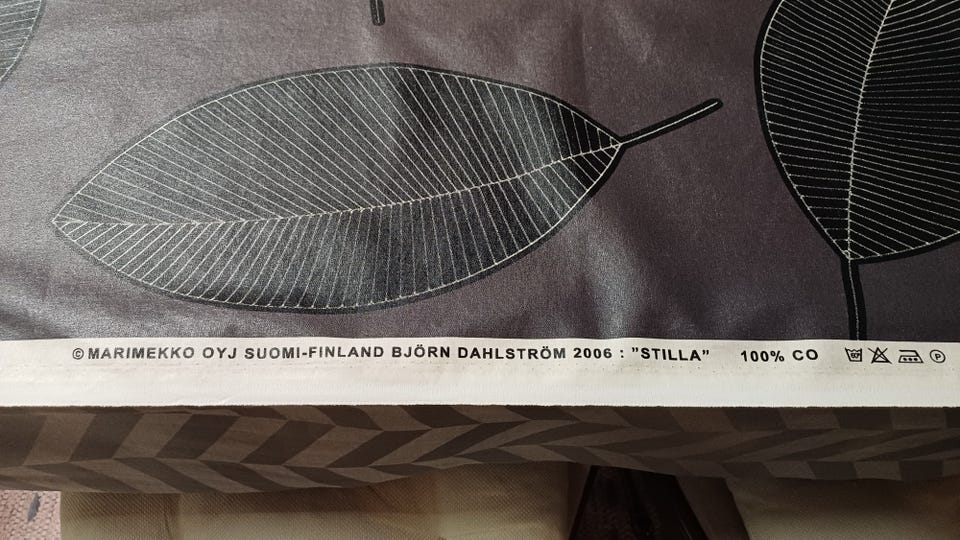 © MARIMEKKO OYJ SUOMI-FINLAND BJÖRN DAHLSTRÖM 2006 : ”STILLA” 100% CO P